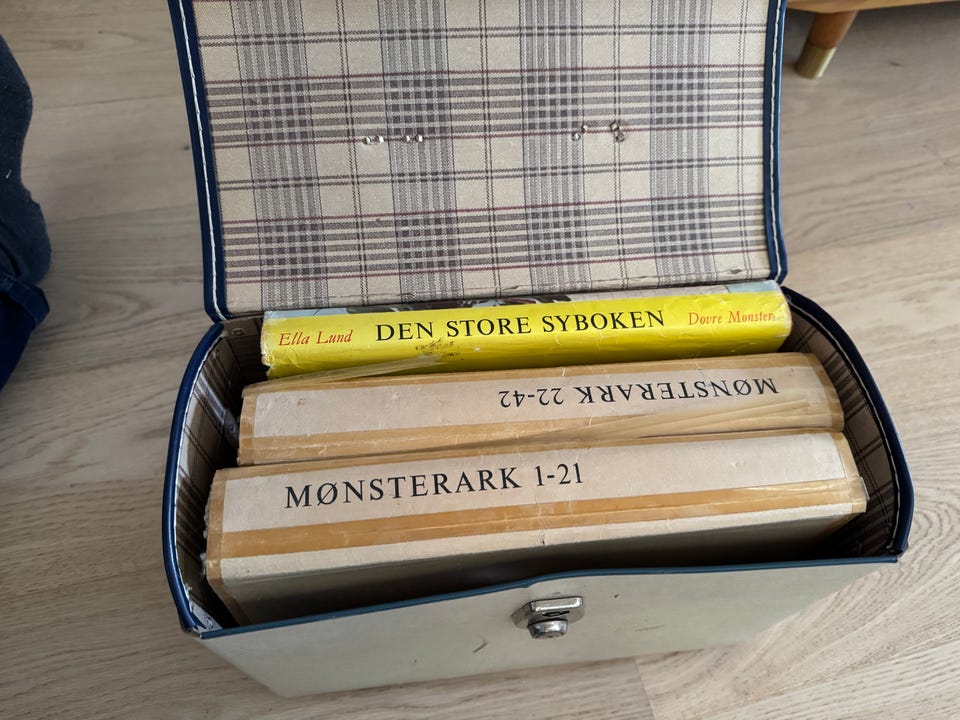 Ella Lund DEN STORE SYBOKEN Dovre Mønster
MØNSTERARK 22-42
MØNSTERARK 1-21